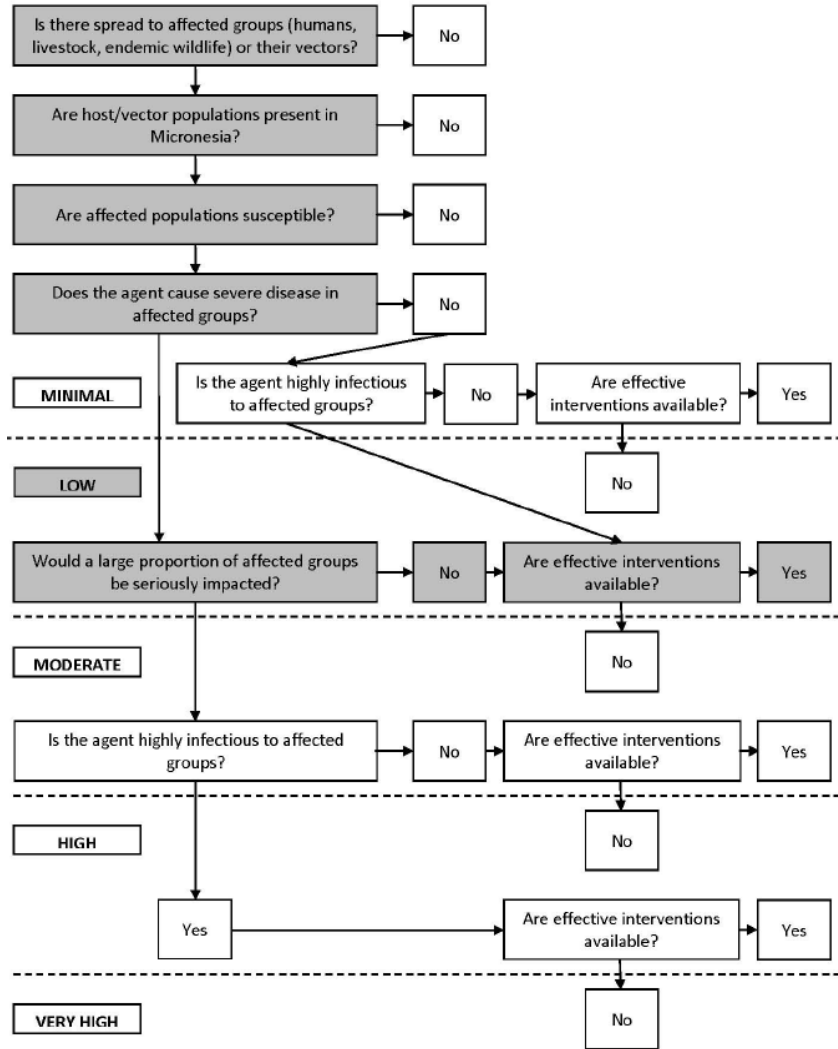 Is there spread to affected groups (humans,
livestock, endemic wildlife) or their vectors?
No
Are host/vector populations present in
Micronesia?
No
Are affected populations susceptible?
No
Does the agent cause severe disease in
affected groups?
No
MINIMAL
Is the agent highly infectious
to affected groups?
No
Are effective
interventions available?
Yes
LOW
No
Would a large proportion of affected groups
be seriously impacted?
No
Are effective interventions
available?
Yes
MODERATE
No
Is the agent highly infectious to affected
groups?
No
Are effective interventions
available?
Yes
HIGH
No
Yes
Are effective interventions
available?
Yes
VERY HIGH
No